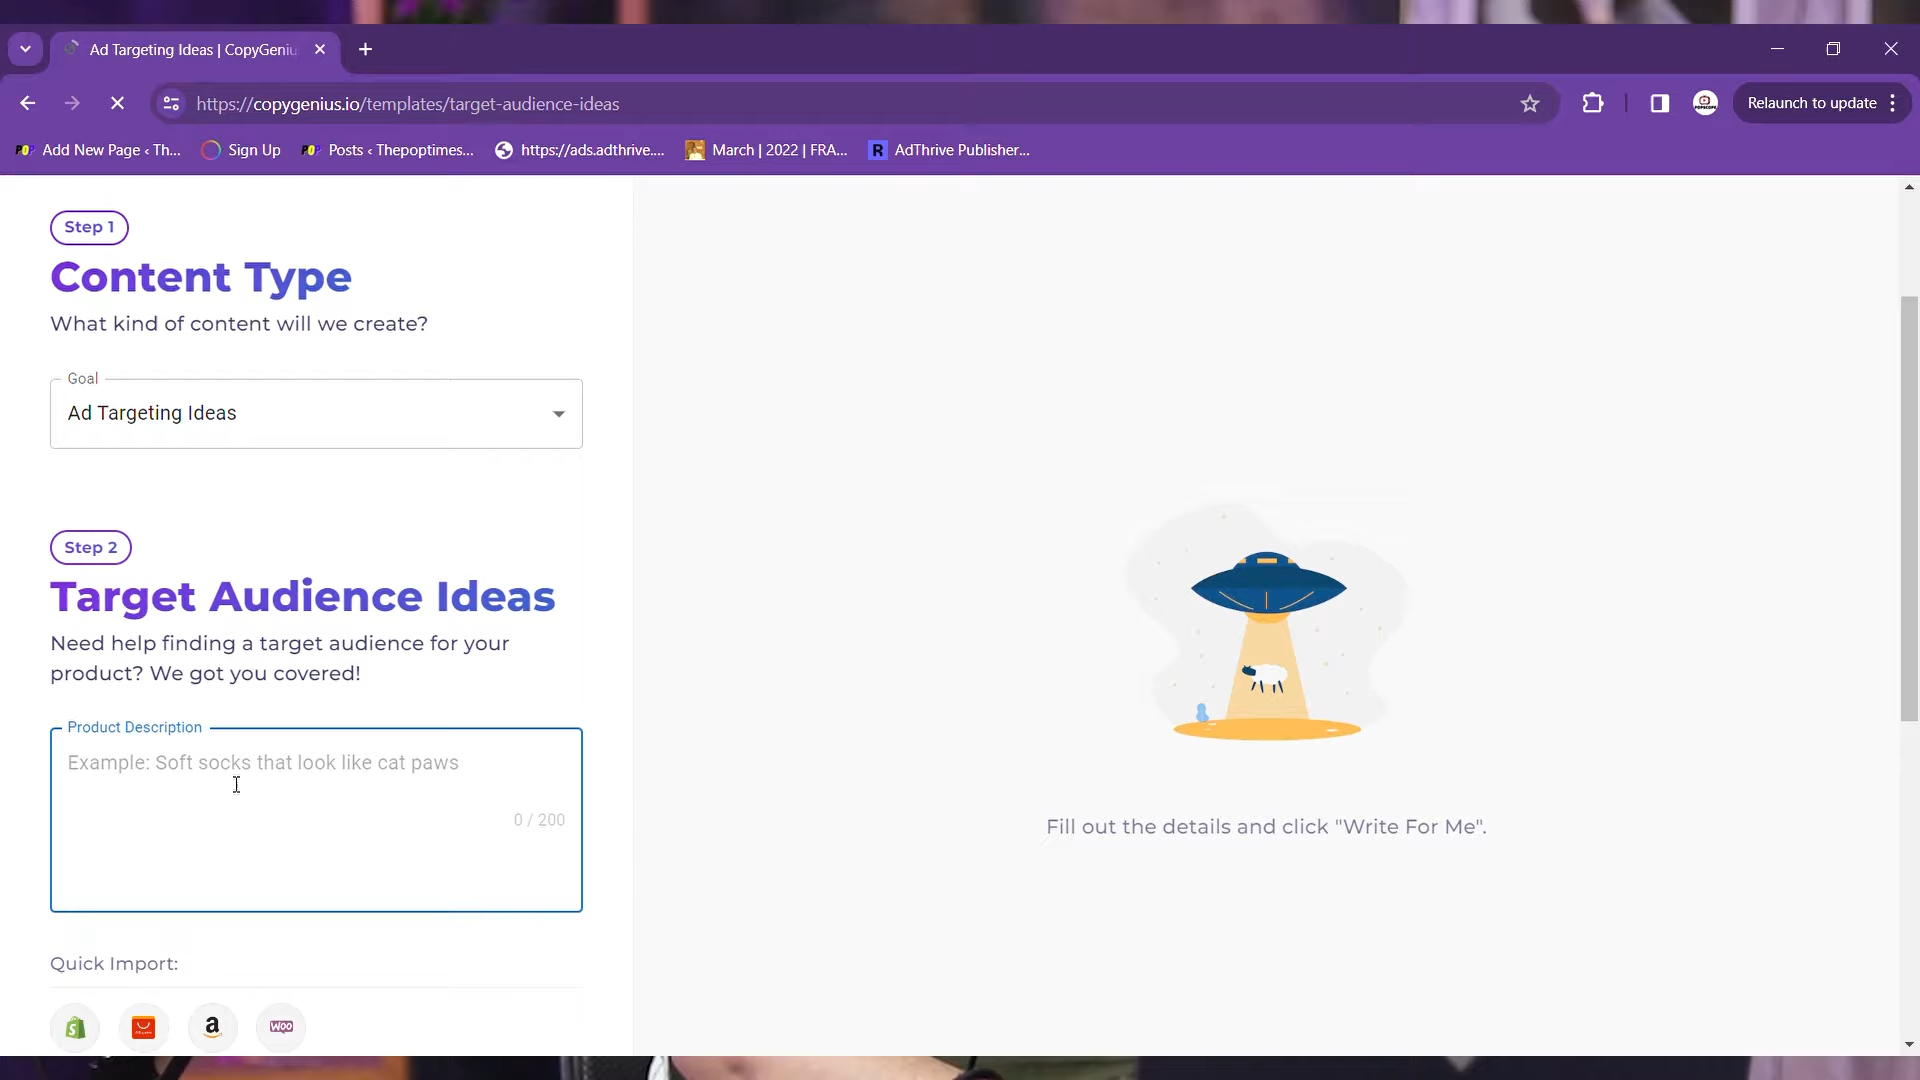 Ad Targeting Ideas | CopyGeniu
https://copygenius.io/templates/target-audience-ideas
Relaunch to update
POP Add New Page ‹ Th...
Sign Up
POP Posts ‹ Thepoptimes...
https://ads.adthrive....
March | 2022 | FRA...
R AdThrive Publisher...
Step 1
Content Type
What kind of content will we create?
Goal
Ad Targeting Ideas
Step 2
Target Audience Ideas
Need help finding a target audience for your
product? We got you covered!
Product Description
Example: Soft socks that look like cat paws
0 / 200
Quick Import:
S
a
WOO
Fill out the details and click "Write For Me".